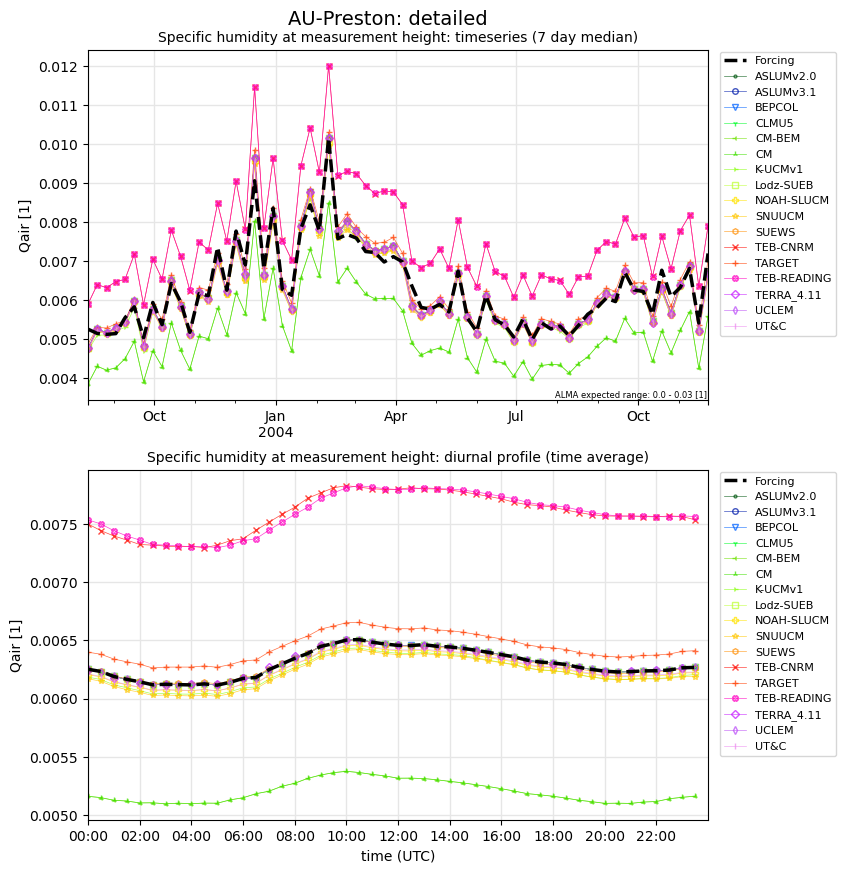 AU-Preston: detailed
Specific humidity at measurement height: timeseries (7 day median)
Qair [1]
0.012
0.011
0.010
0.009
0.008
0.007
0.006
0.005
0.004
Oct
Jan
2004
Apr
Jul
Oct
ALMA expected range: 0.0 - 0.03 [1]
Forcing
ASLUMv2.0
ASLUMv3.1
BEPCOL
CLMU5
CM-BEM
CM
K-UCMv1
Lodz-SUEB
NOAH-SLUCM
SNUUCM
SUEWS
TEB-CNRM
TARGET
TEB-READING
TERRA_4.11
UCLEM
UT&C
Specific humidity at measurement height: diurnal profile (time average)
Qair [1]
0.0075
0.0070
0.0065
0.0060
0.0055
0.0050
00:00
02:00
04:00
06:00
08:00
10:00
12:00
14:00
16:00
18:00
20:00
22:00
time (UTC)
Forcing
ASLUMv2.0
ASLUMv3.1
BEPCOL
CLMU5
CM-BEM
CM
K-UCMv1
Lodz-SUEB
NOAH-SLUCM
SNUUCM
SUEWS
TEB-CNRM
TARGET
TEB-READING
TERRA_4.11
UCLEM
UT&C